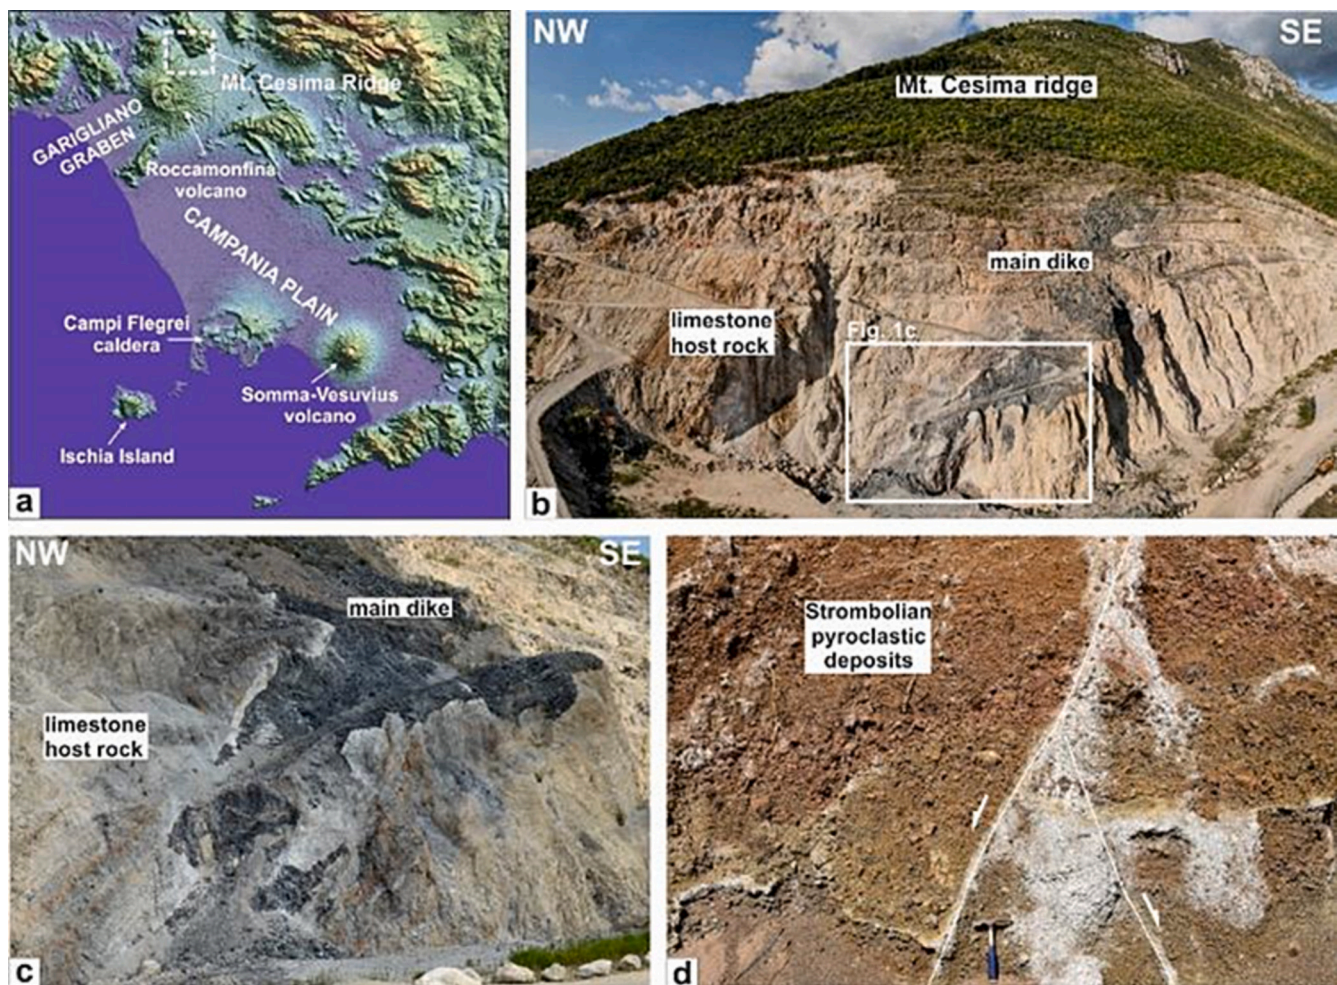 Mt. Cesima Ridge
GARIGLIANO
GRABEN
Roccamonfina
volcano
CAMPANIA PLAIN
Campi Flegrei
caldera
Somma-Vesuvius
volcano
Ischia Island
a
NW
SE
Mt. Cesima ridge
main dike
limestone
host rock
Fig. 1c
b
NW
SE
main dike
limestone
host rock
c
Strombolian
pyroclastic
deposits
d